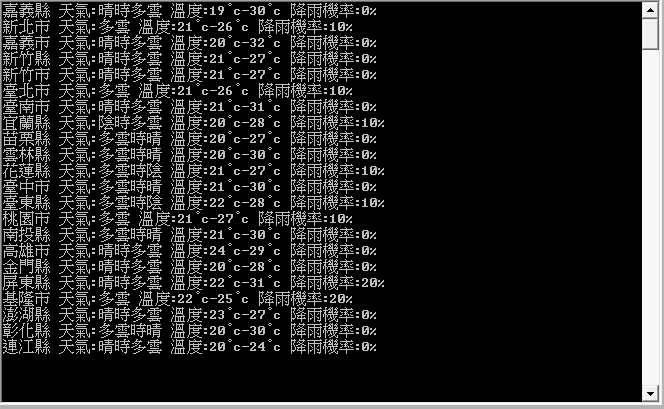 嘉義縣 天氣:晴時多雲 溫度:19˚c-30˚c 降雨機率:0%
新北市 天氣:多雲 溫度:21˚c-26˚c 降雨機率:10%
嘉義市 天氣:晴時多雲 溫度:20˚c-32˚c 降雨機率:0%
新竹縣 天氣:晴時多雲 溫度:21˚c-27˚c 降雨機率:0%
新竹市 天氣:晴時多雲 溫度:21˚c-27˚c 降雨機率:0%
臺北市 天氣:多雲 溫度:21˚c-26˚c 降雨機率:10%
臺南市 天氣:晴時多雲 溫度:21˚c-31˚c 降雨機率:0%
宜蘭縣 天氣:陰時多雲 溫度:20˚c-28˚c 降雨機率:10%
苗栗縣 天氣:多雲時晴 溫度:20˚c-27˚c 降雨機率:0%
雲林縣 天氣:多雲時晴 溫度:20˚c-30˚c 降雨機率:0%
花蓮縣 天氣:多雲時陰 溫度:21˚c-27˚c 降雨機率:10%
臺中市 天氣:多雲時晴 溫度:21˚c-30˚c 降雨機率:0%
臺東縣 天氣:多雲時陰 溫度:22˚c-28˚c 降雨機率:10%
桃園市 天氣:多雲 溫度:21˚c-27˚c 降雨機率:10%
南投縣 天氣:多雲時晴 溫度:21˚c-30˚c 降雨機率:0%
高雄市 天氣:晴時多雲 溫度:24˚c-29˚c 降雨機率:0%
金門縣 天氣:晴時多雲 溫度:20˚c-28˚c 降雨機率:0%
屏東縣 天氣:晴時多雲 溫度:22˚c-31˚c 降雨機率:20%
基隆市 天氣:多雲 溫度:22˚c-25˚c 降雨機率:20%
澎湖縣 天氣:晴時多雲 溫度:23˚c-27˚c 降雨機率:0%
彰化縣 天氣:多雲時晴 溫度:20˚c-30˚c 降雨機率:0%
連江縣 天氣:晴時多雲 溫度:20˚c-24˚c 降雨機率:0%